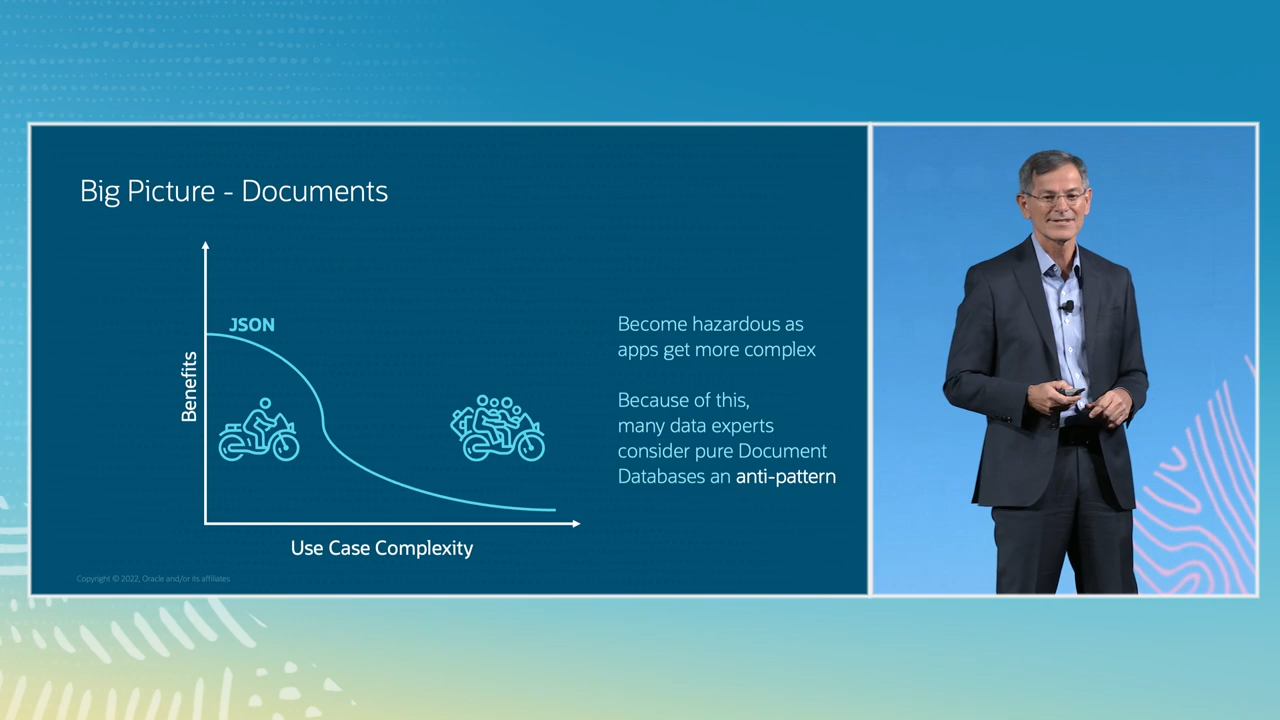 Big Picture - Documents
JSON
Benefits
Use Case Complexity
Become hazardous as
apps get more complex
Because of this,
many data experts
consider pure Document
Databases an anti-pattern
Copyright © 2022, Oracle and/or its affiliates